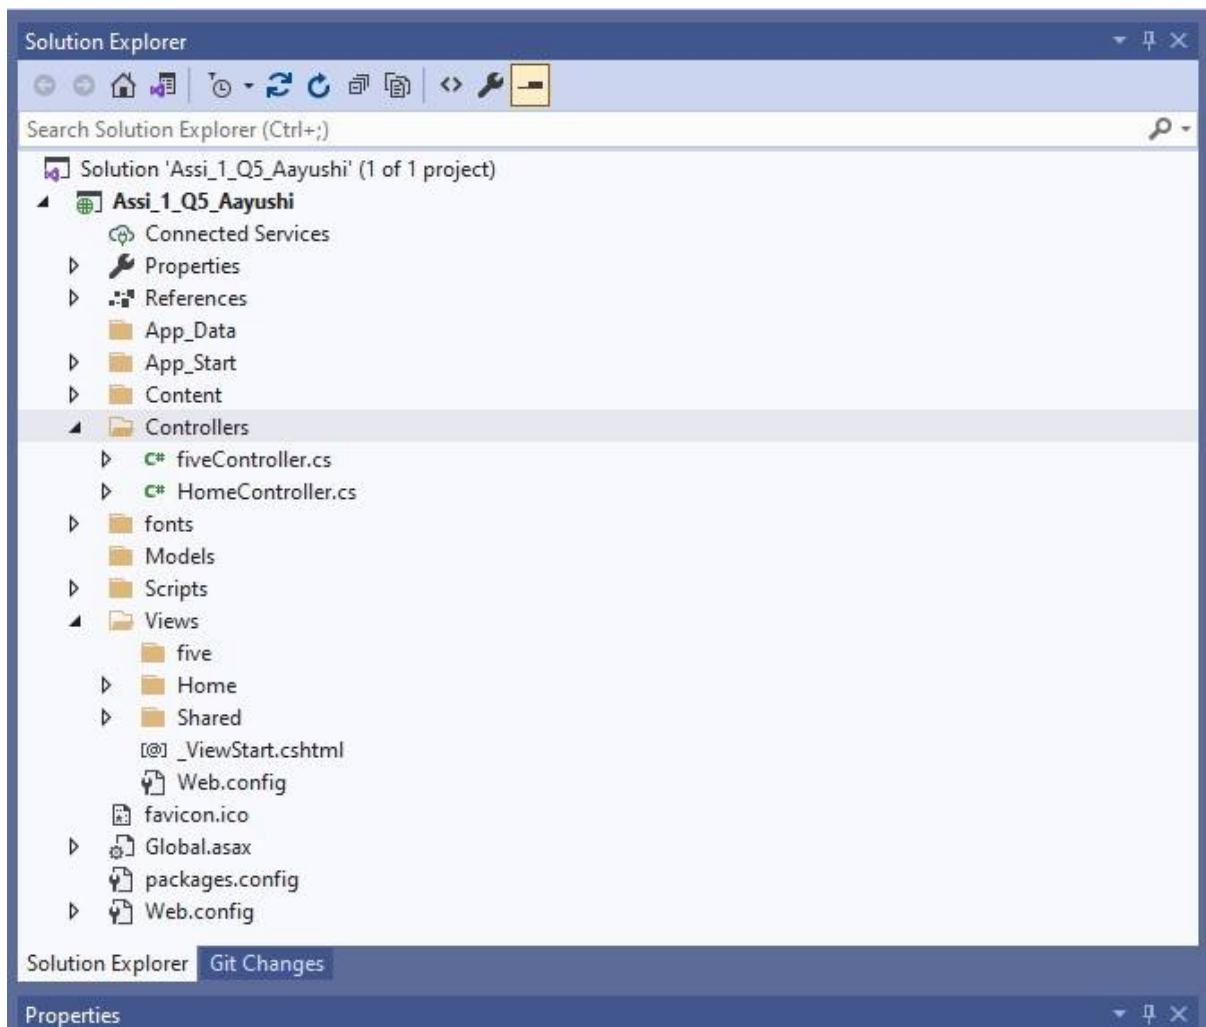 Solution Explorer
Search Solution Explorer (Ctrl+;)
Solution 'Assi_1_Q5_Aayushi' (1 of 1 project)
Assi_1_Q5_Aayushi
Connected Services
Properties
References
App_Data
App_Start
Content
Controllers
C# fiveController.cs
C# HomeController.cs
fonts
Models
Scripts
Views
five
Home
Shared
[@] _ViewStart.cshtml
Web.config
favicon.ico
Global.asax
packages.config
Web.config
Solution Explorer Git Changes
Properties